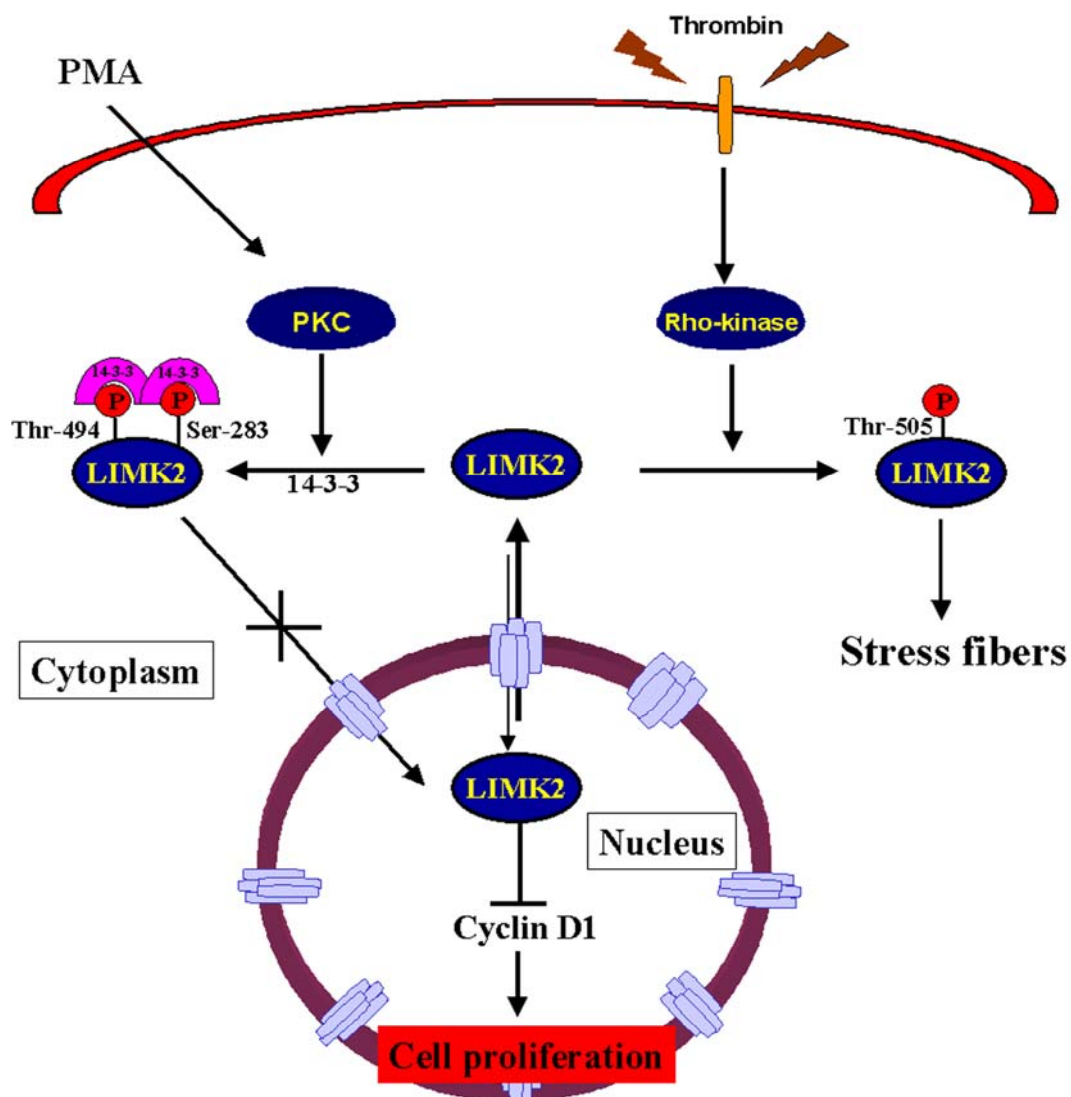 Thrombin
PMA
PKC
Rho-kinase
14-3-3 14-3-3
P P
Thr-494 Ser-283
LIMK2
14-3-3
LIMK2
P
Thr-505
LIMK2
Stress fibers
Cytoplasm
LIMK2
Nucleus
Cyclin D1
Cell proliferation